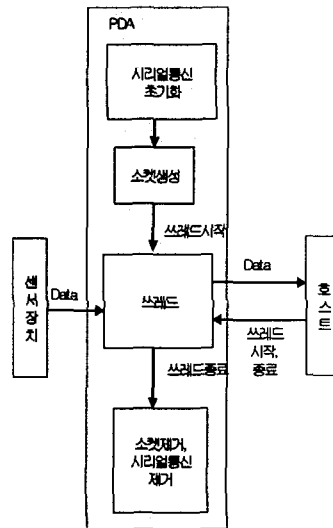 PDA
시리얼통신
초기화
소켓생성
쓰레드시작
센서장치
Data
쓰레드
Data
호스트
쓰레드
시작,
종료
쓰레드종료
소켓제거,
시리얼통신
제거